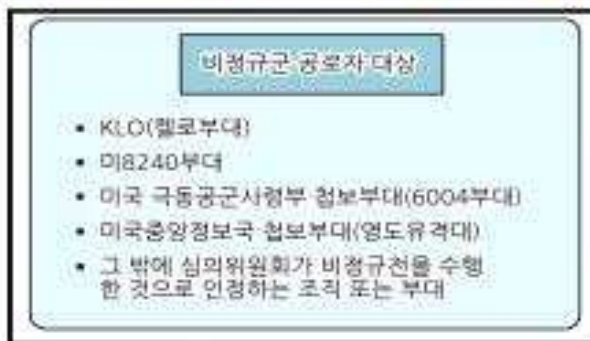 비정규군 공로자 대상
• KLO(켈로부대)
• 미8240부대
• 미국 극동공군사령부 첩보부대(6004부대)
• 미국중앙정보국 첩보부대(영도유격대)
• 그 밖에 심의위원회가 비정규전을 수행
한 것으로 인정하는 조직 또는 부대